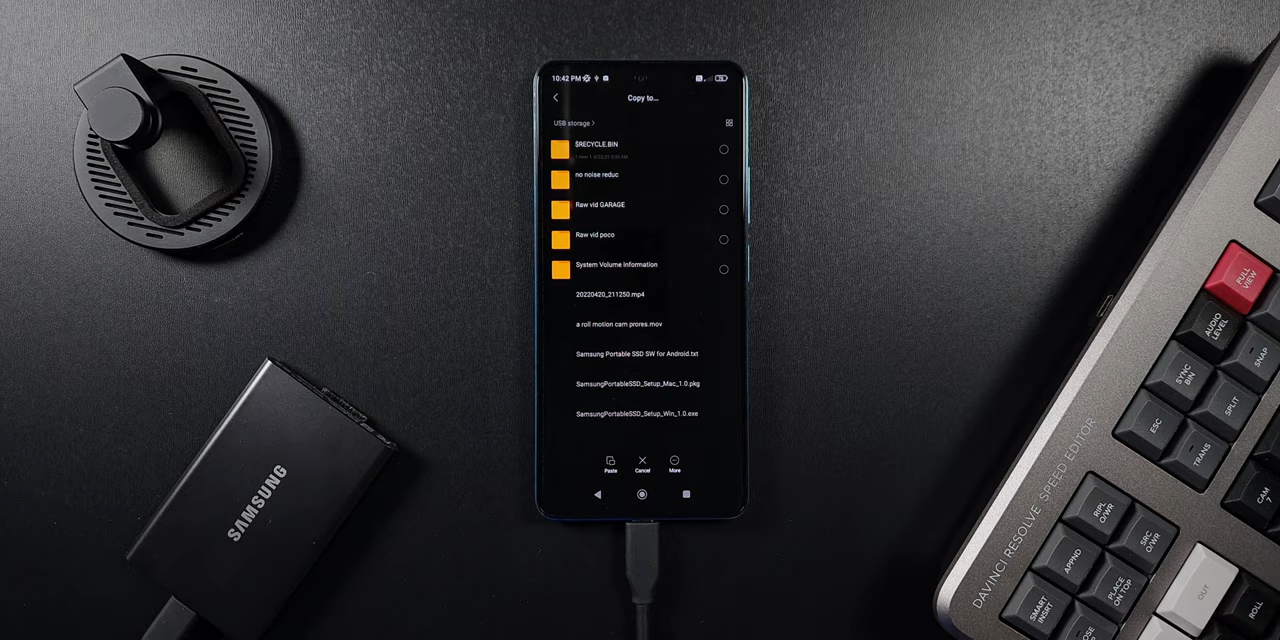 10:42 PM
Copy to...
USB storage >
$RECYCLE.BIN
no noise reduc
Raw vid GARAGE
Raw vid poco
System Volume Information
20220420_211250.mp4
a roll motion cam prores.mov
Samsung Portable SSD SW for Android.txt
SamsungPortableSSD_Setup_Mac_1.0.pkg
SamsungPortableSSD_Setup_Win_1.0.exe
Paste
Cancel
More
SAMSUNG
FULL
VIEW
AUDIO
LEVEL
SNAP
SYNC
BIN
SPLIT
ESC
TRANS
CAM
7
DAVINCI RESOLVE SPEED EDITOR
RIPL
O/WR
SRC
O/WR
APPND
PLACE
ON TOP
SMART
INSRT
OUT
ROLL